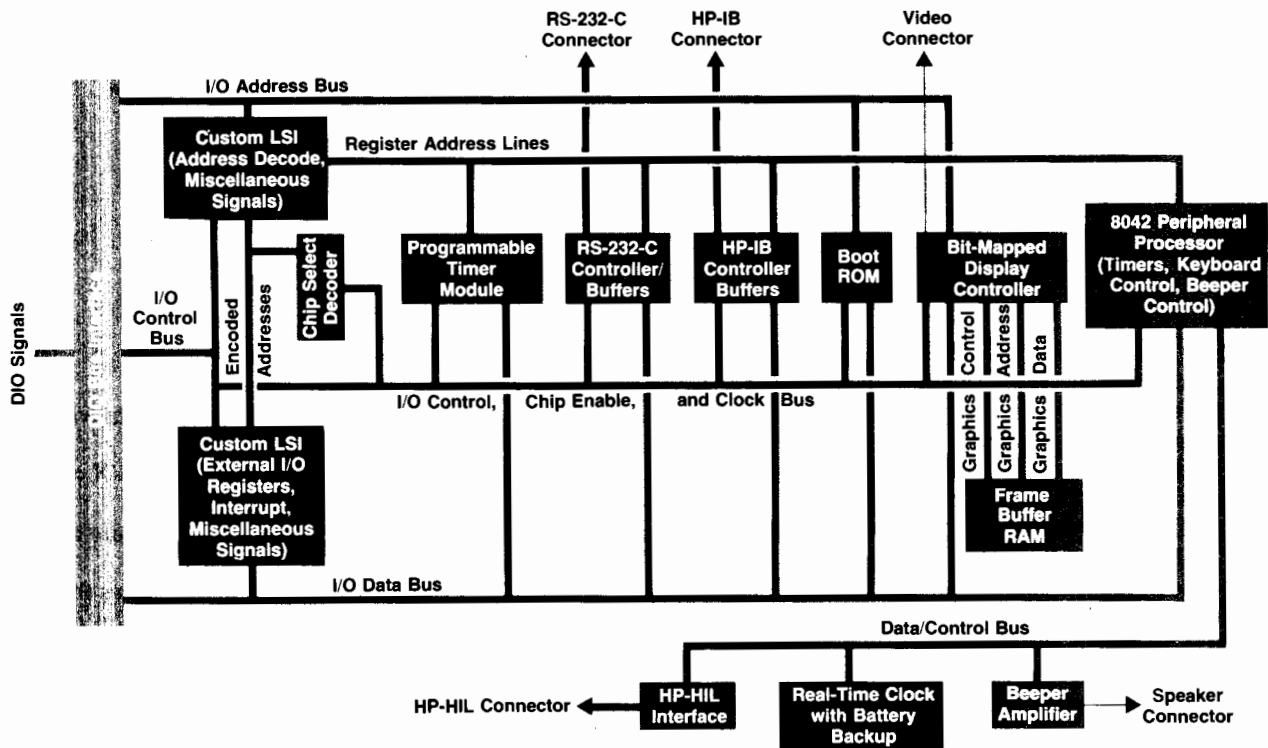 RS-232-C
Connector
HP-IB
Connector
Video
Connector
I/O Address Bus
Custom LSI
(Address Decode,
Miscellaneous
Signals)
Register Address Lines
8042 Peripheral
Processor
(Timers, Keyboard
Control, Beeper
Control)
Programmable
Timer
Module
RS-232-C
Controller/
Buffers
HP-IB
Controller
Buffers
Boot
ROM
Bit-Mapped
Display
Controller
Chip Select
Decoder
I/O
Control
Bus
Encoded
Addresses
DIO Signals
I/O Control, Chip Enable, and Clock Bus
Graphics Control
Graphics Address
Graphics Data
Custom LSI
(External I/O
Registers,
Interrupt,
Miscellaneous
Signals)
Frame
Buffer
RAM
I/O Data Bus
Data/Control Bus
HP-HIL Connector
HP-HIL
Interface
Real-Time Clock
with Battery
Backup
Beeper
Amplifier
Speaker
Connector